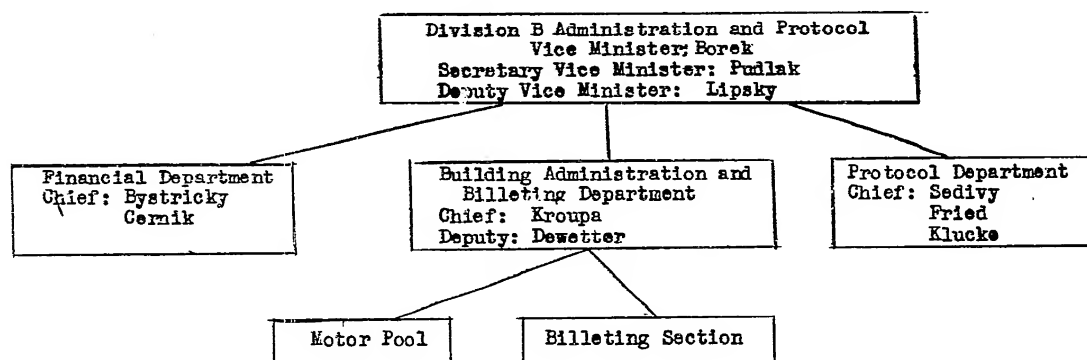 Division B Administration and Protocol
Vice Minister: Borek
Secretary Vice Minister: Pudlak
Deputy Vice Minister: Lipsky
Financial Department
Chief: Bystricky
Cernik
Building Administration and
Billeting Department
Chief: Kroupa
Deputy: Dewetter
Protocol Department
Chief: Sedivy
Fried
Klucke
Motor Pool
Billeting Section